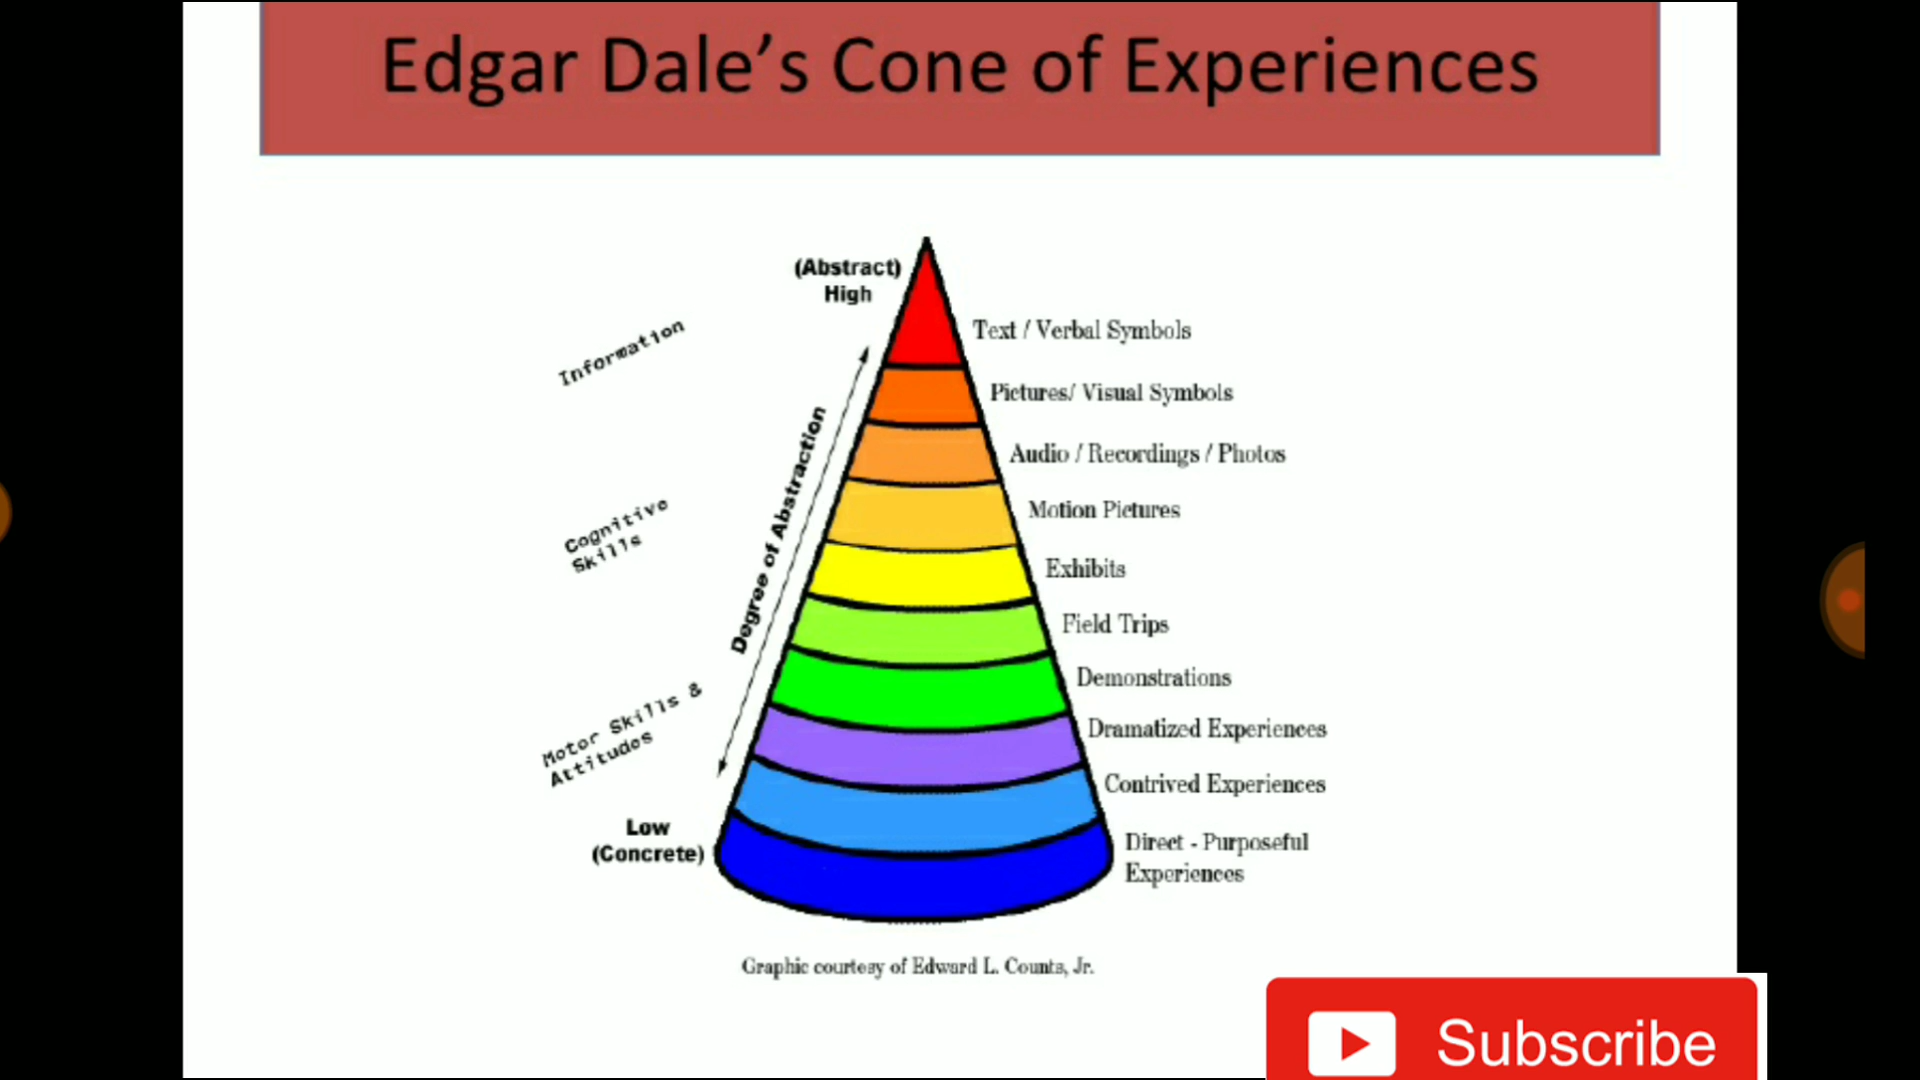 Edgar Dale's Cone of Experiences
(Abstract)
High
Information
Text / Verbal Symbols
Pictures/ Visual Symbols
Audio / Recordings / Photos
Degree of Abstraction
Cognitive
Skills
Motion Pictures
Exhibits
Field Trips
Demonstrations
Motor Skills &
Attitudes
Dramatized Experiences
Contrived Experiences
Low
(Concrete)
Direct - Purposeful
Experiences
Graphic courtesy of Edward L. Counts, Jr.
Subscribe